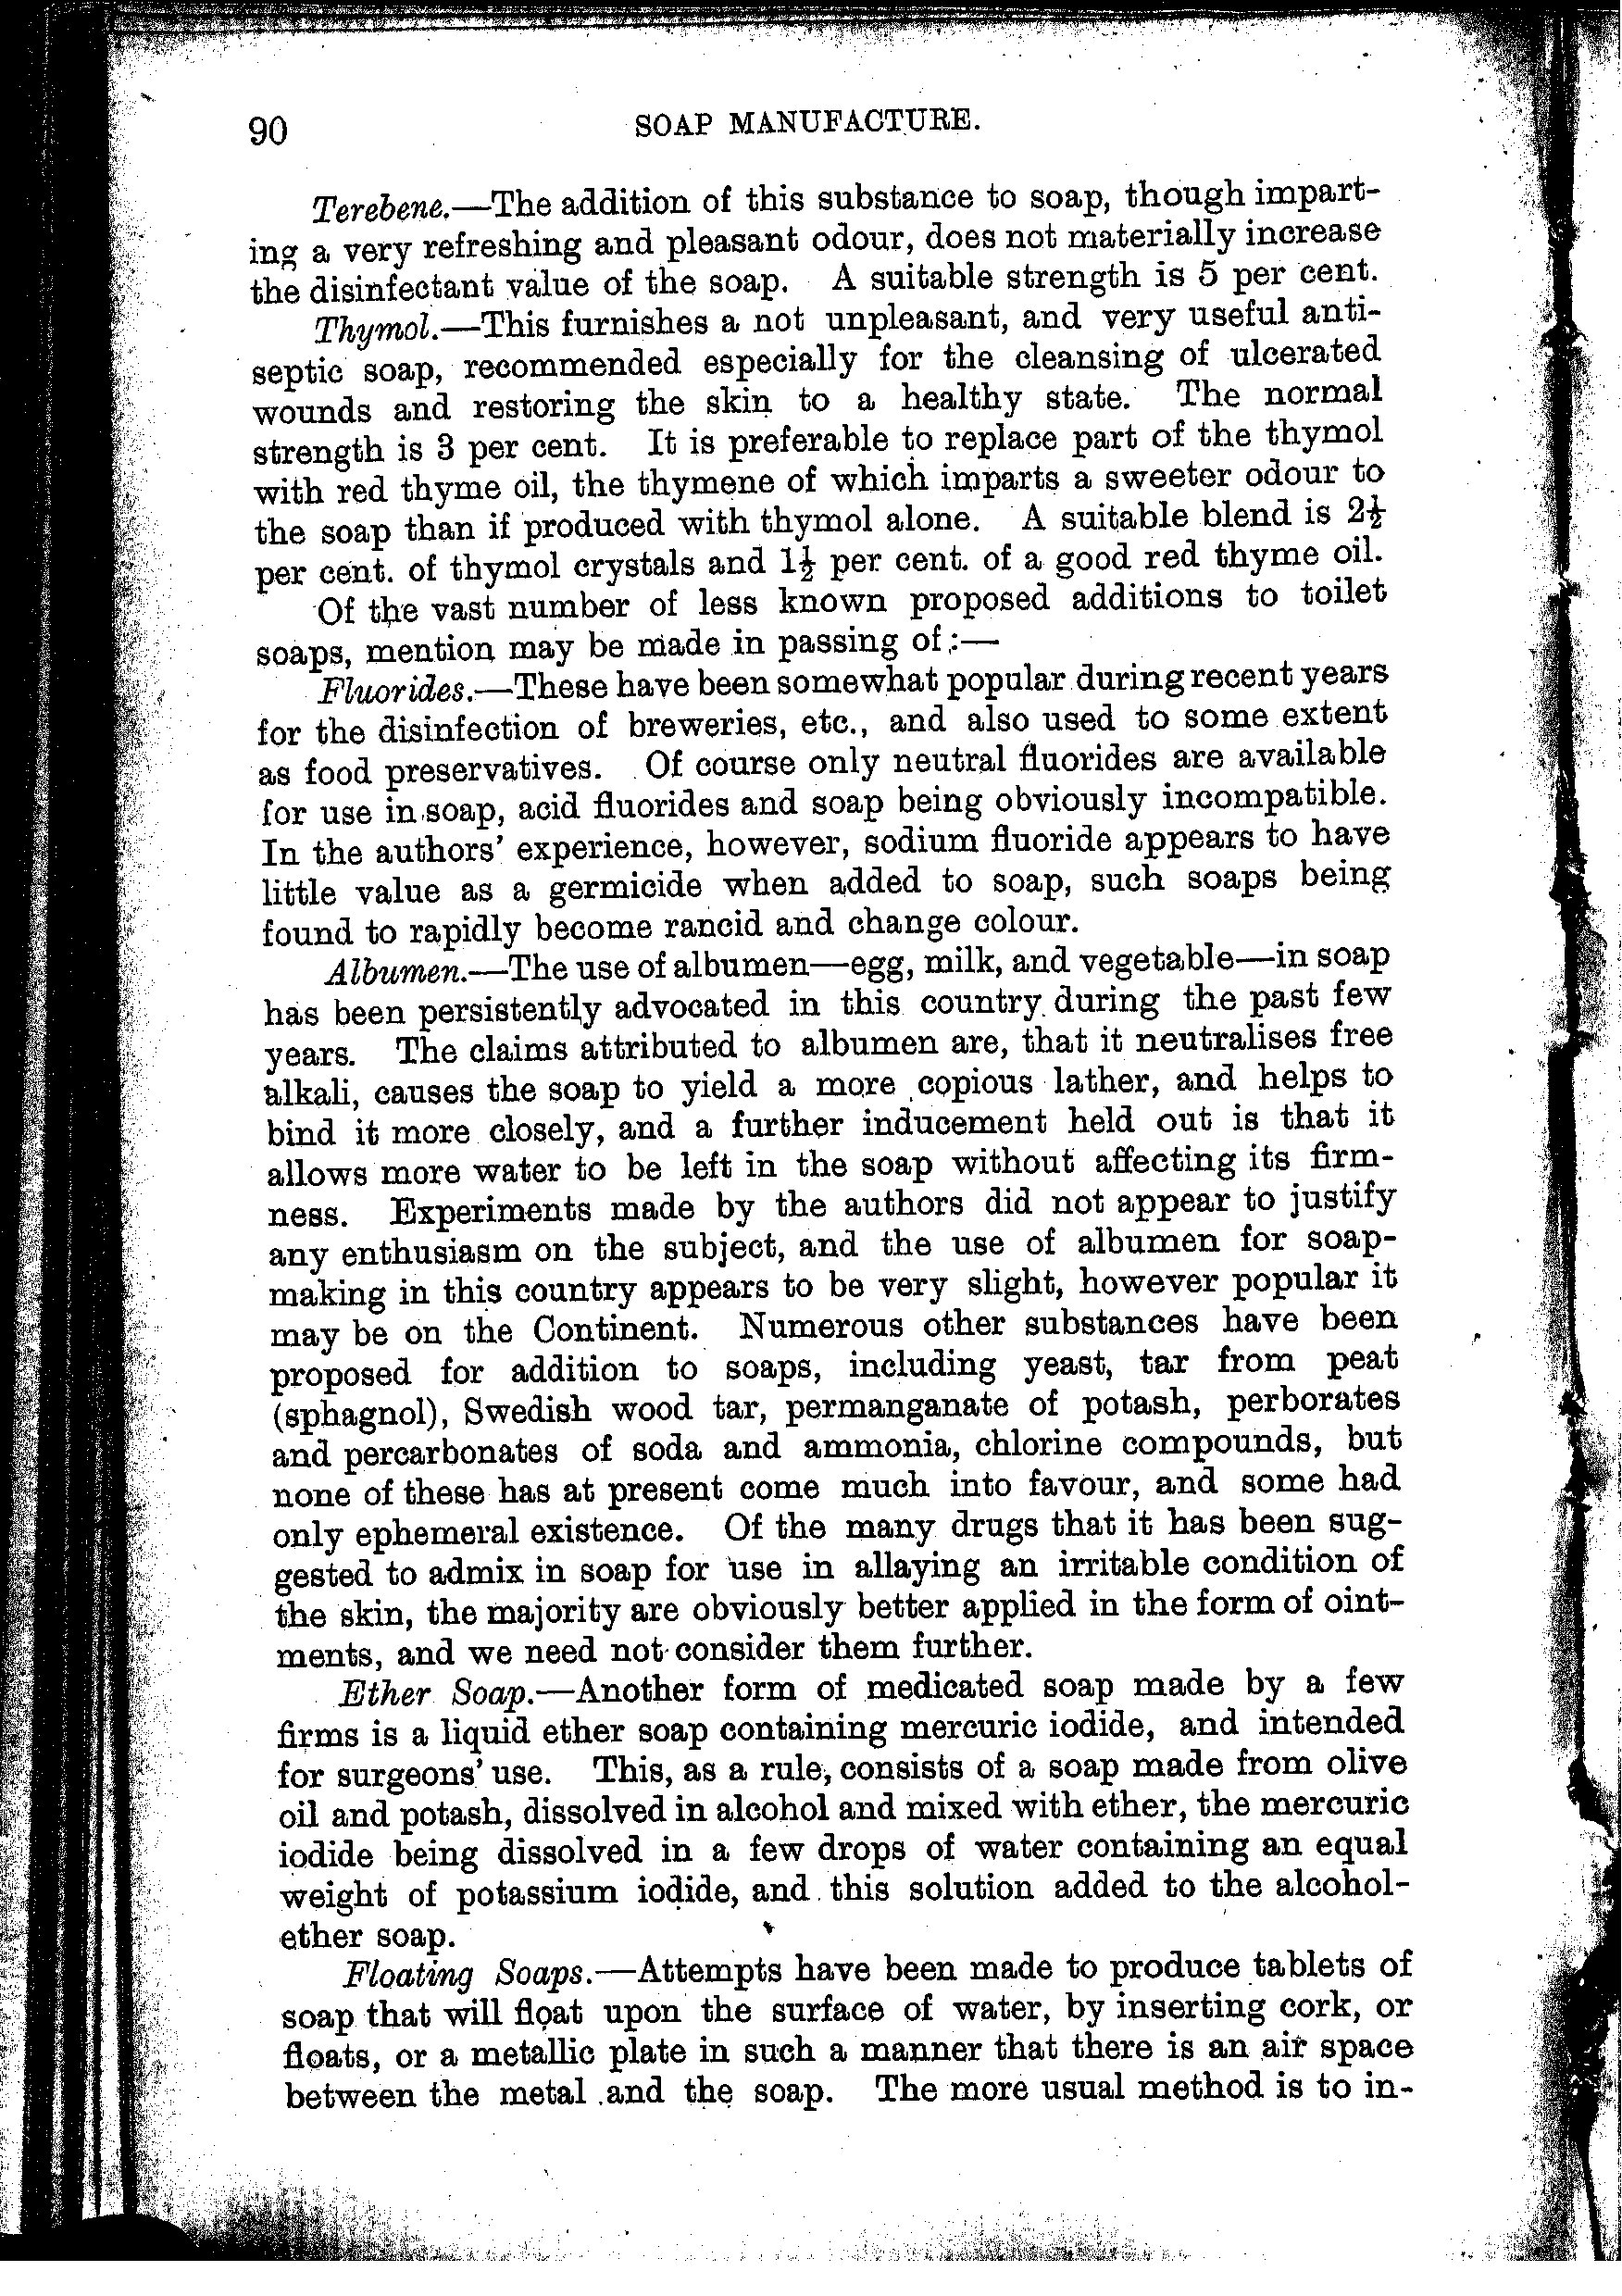 90 SOAP MANUFACTURE.
Terebene.—The addition of this substance to soap, though impart-
ing a very refreshing and pleasant odour, does not materially increase
the disinfectant value of the soap. A suitable strength is 5 per cent.
Thymol.—This furnishes a not unpleasant, and very useful anti-
septic soap, recommended especially for the cleansing of ulcerated
wounds and restoring the skin to a healthy state. The normal
strength is 3 per cent. It is preferable to replace part of the thymol
with red thyme oil, the thymene of which imparts a sweeter odour to
the soap than if produced with thymol alone. A suitable blend is 2½
per cent. of thymol crystals and 1½ per cent. of a good red thyme oil.
Of the vast number of less known proposed additions to toilet
soaps, mention may be made in passing of:—
Fluorides.—These have been somewhat popular during recent years
for the disinfection of breweries, etc., and also used to some extent
as food preservatives. Of course only neutral fluorides are available
for use in soap, acid fluorides and soap being obviously incompatible.
In the authors' experience, however, sodium fluoride appears to have
little value as a germicide when added to soap, such soaps being
found to rapidly become rancid and change colour.
Albumen.—The use of albumen—egg, milk, and vegetable—in soap
has been persistently advocated in this country during the past few
years. The claims attributed to albumen are, that it neutralises free
alkali, causes the soap to yield a more copious lather, and helps to
bind it more closely, and a further inducement held out is that it
allows more water to be left in the soap without affecting its firm-
ness. Experiments made by the authors did not appear to justify
any enthusiasm on the subject, and the use of albumen for soap-
making in this country appears to be very slight, however popular it
may be on the Continent. Numerous other substances have been
proposed for addition to soaps, including yeast, tar from peat
(sphagnol), Swedish wood tar, permanganate of potash, perborates
and percarbonates of soda and ammonia, chlorine compounds, but
none of these has at present come much into favour, and some had
only ephemeral existence. Of the many drugs that it has been sug-
gested to admix in soap for use in allaying an irritable condition of
the skin, the majority are obviously better applied in the form of oint-
ments, and we need not consider them further.
Ether Soap.—Another form of medicated soap made by a few
firms is a liquid ether soap containing mercuric iodide, and intended
for surgeons' use. This, as a rule, consists of a soap made from olive
oil and potash, dissolved in alcohol and mixed with ether, the mercuric
iodide being dissolved in a few drops of water containing an equal
weight of potassium iodide, and this solution added to the alcohol-
ether soap.
Floating Soaps.—Attempts have been made to produce tablets of
soap that will float upon the surface of water, by inserting cork, or
floats, or a metallic plate in such a manner that there is an air space
between the metal and the soap. The more usual method is to in-